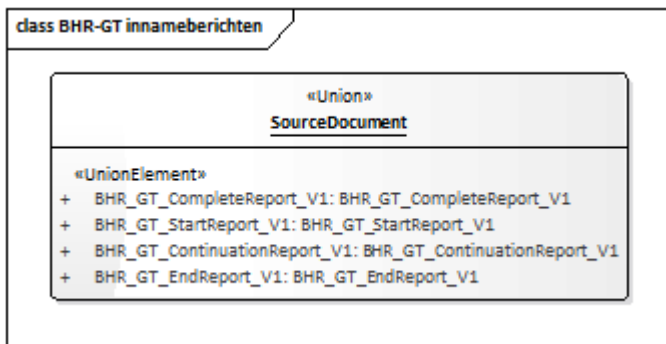 class BHR-GT innameberichten
«Union»
SourceDocument
«UnionElement»
+ BHR_GT_CompleteReport_V1: BHR_GT_CompleteReport_V1
+ BHR_GT_StartReport_V1: BHR_GT_StartReport_V1
+ BHR_GT_ContinuationReport_V1: BHR_GT_ContinuationReport_V1
+ BHR_GT_EndReport_V1: BHR_GT_EndReport_V1